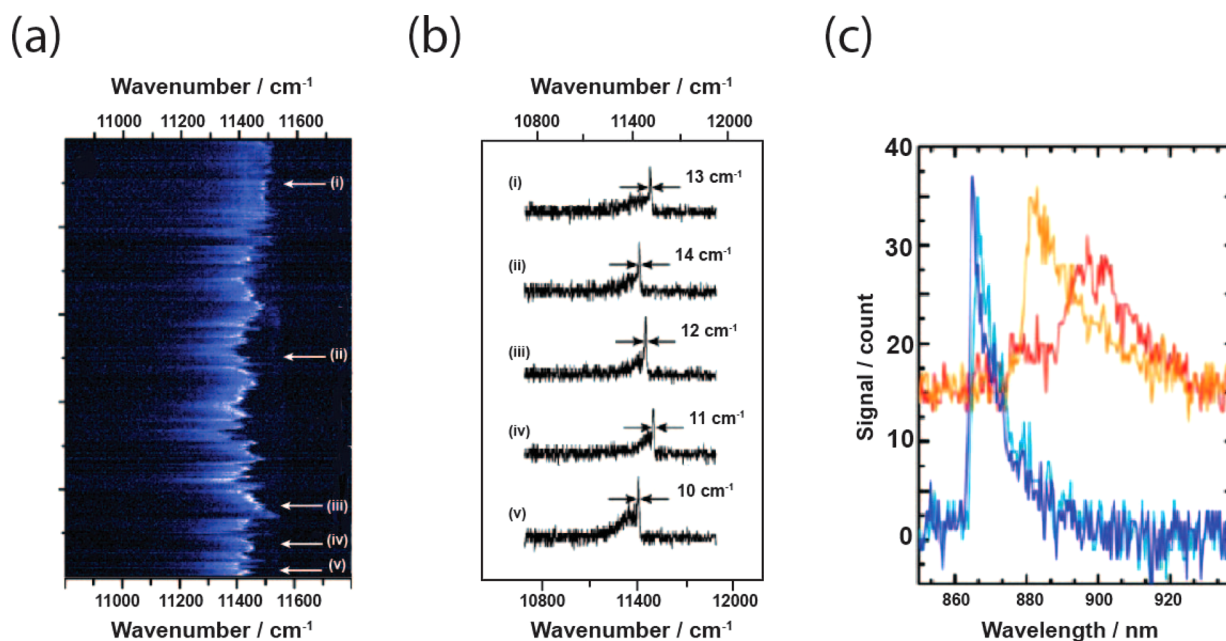 (a)
Wavenumber / cm-1
11000 11200 11400 11600
(i)
(ii)
(iii)
(iv)
(v)
11000 11200 11400 11600
Wavenumber / cm-1
(b)
Wavenumber / cm-1
10800 11400 12000
(i) 13 cm-1
(ii) 14 cm-1
(iii) 12 cm-1
(iv) 11 cm-1
(v) 10 cm-1
10800 11400 12000
Wavenumber / cm-1
(c)
40
30
20
10
0
Signal / count
860 880 900 920
Wavelength / nm